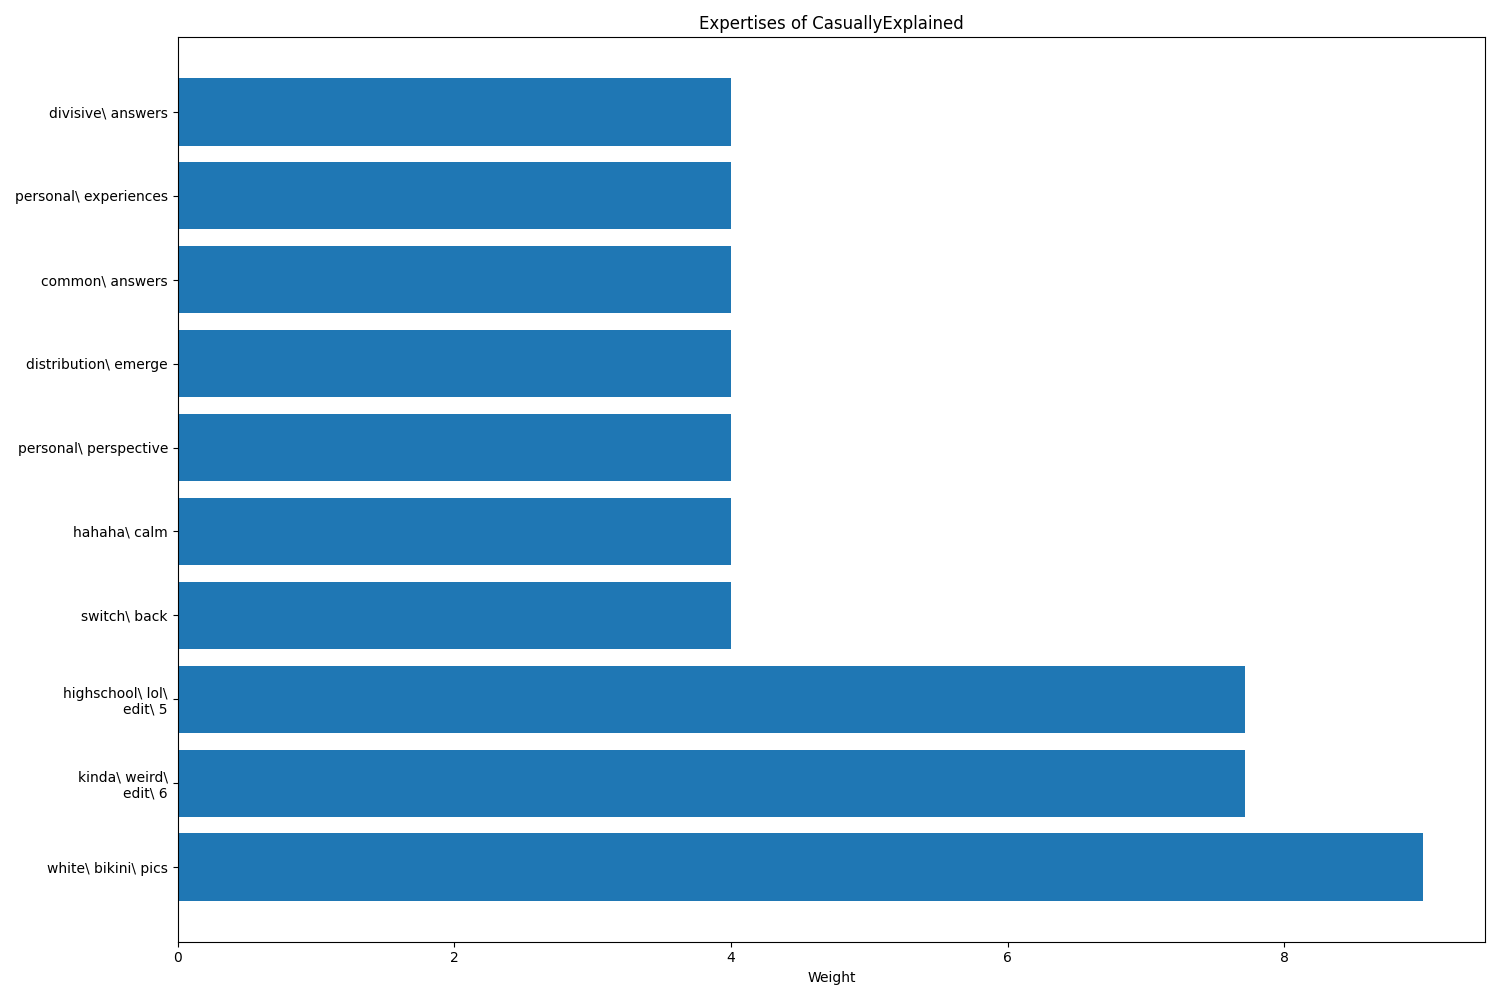 Expertises of CasuallyExplained
divisive\ answers
personal\ experiences
common\ answers
distribution\ emerge
personal\ perspective
hahaha\ calm
switch\ back
highschool\ lol\
edit\ 5
kinda\ weird\
edit\ 6
white\ bikini\ pics
0 2 4 6 8
Weight